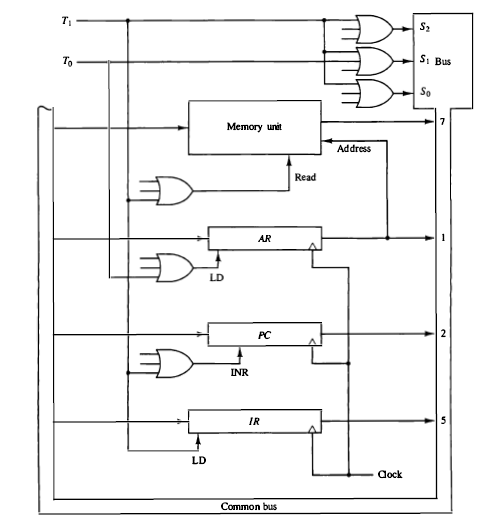 T₁
S₂
T₀
S₁ Bus
S₀
Memory unit
7
Address
Read
AR
1
LD
PC
2
INR
IR
5
LD
Clock
Common bus